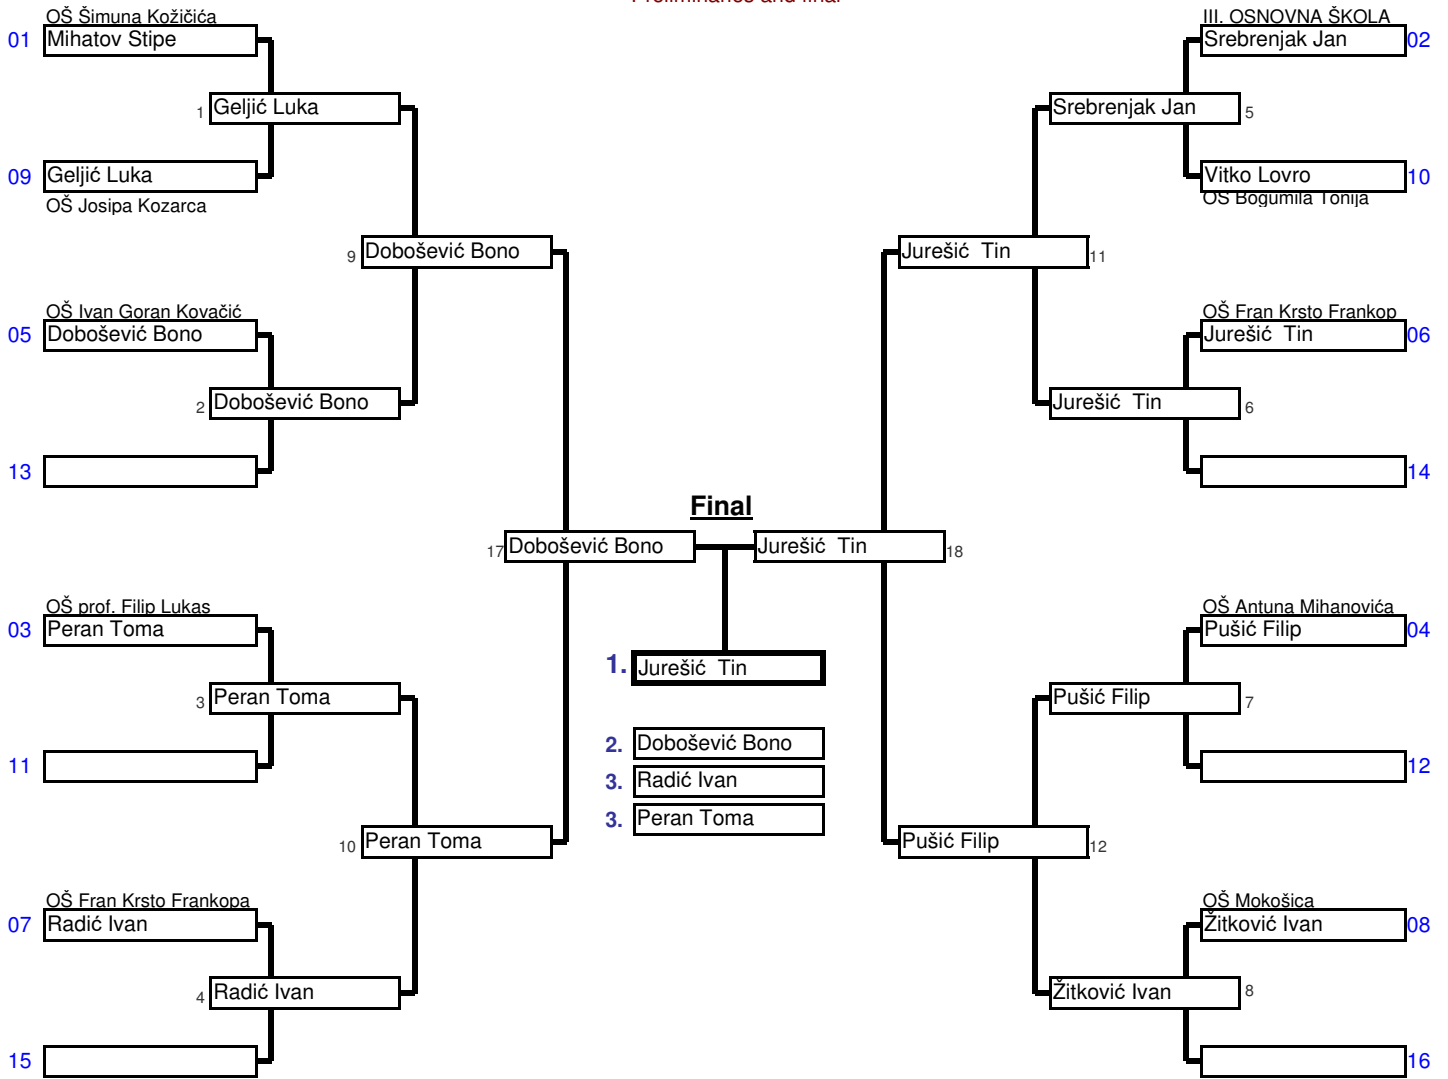 Preliminaries and final
OŠ Šimuna Kožičića
01 Mihatov Stipe
1 Geljić Luka
09 Geljić Luka
OŠ Josipa Kozarca
9 Dobošević Bono
OŠ Ivan Goran Kovačić
05 Dobošević Bono
2 Dobošević Bono
13
17 Dobošević Bono
OŠ prof. Filip Lukas
03 Peran Toma
3 Peran Toma
11
10 Peran Toma
OŠ Fran Krsto Frankopa
07 Radić Ivan
4 Radić Ivan
15
Final
1. Jurešić Tin
2. Dobošević Bono
3. Radić Ivan
3. Peran Toma
III. OSNOVNA ŠKOLA
Srebrenjak Jan 02
Srebrenjak Jan 5
Vitko Lovro 10
OŠ Bogumila Tonija
Jurešić Tin 11
OŠ Fran Krsto Frankop
Jurešić Tin 06
Jurešić Tin 6
14
Jurešić Tin 18
OŠ Antuna Mihanovića
Pušić Filip 04
Pušić Filip 7
12
Pušić Filip 12
OŠ Mokošica
Žitković Ivan 08
Žitković Ivan 8
16